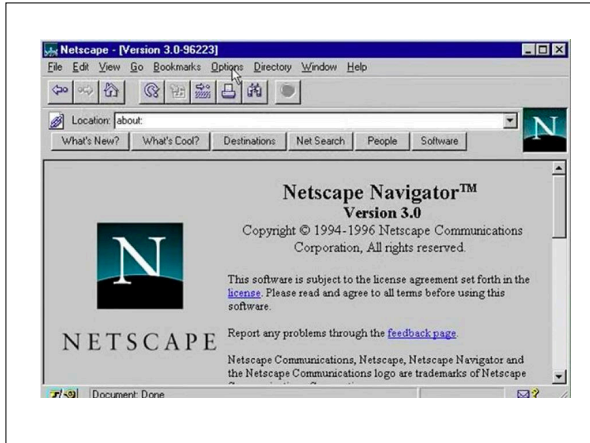 Netscape - [Version 3.0-96223]
File Edit View Go Bookmarks Options Directory Window Help
Location: about:
N
What's New? What's Cool? Destinations Net Search People Software
Netscape Navigator™
Version 3.0
Copyright © 1994-1996 Netscape Communications
Corporation, All rights reserved.
N
NETSCAPE
This software is subject to the license agreement set forth in the
license. Please read and agree to all terms before using this
software.
Report any problems through the feedback page.
Netscape Communications, Netscape, Netscape Navigator and
the Netscape Communications logo are trademarks of Netscape
Document: Done